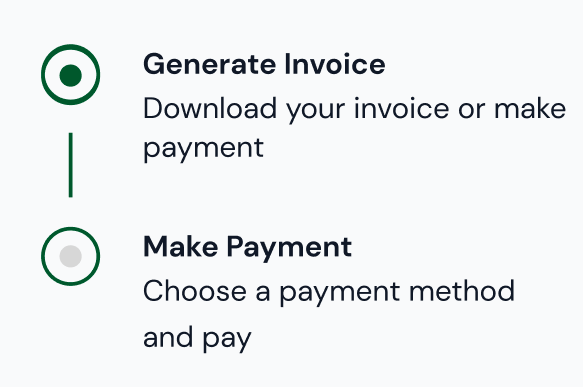 Generate Invoice
Download your invoice or make
payment
Make Payment
Choose a payment method
and pay